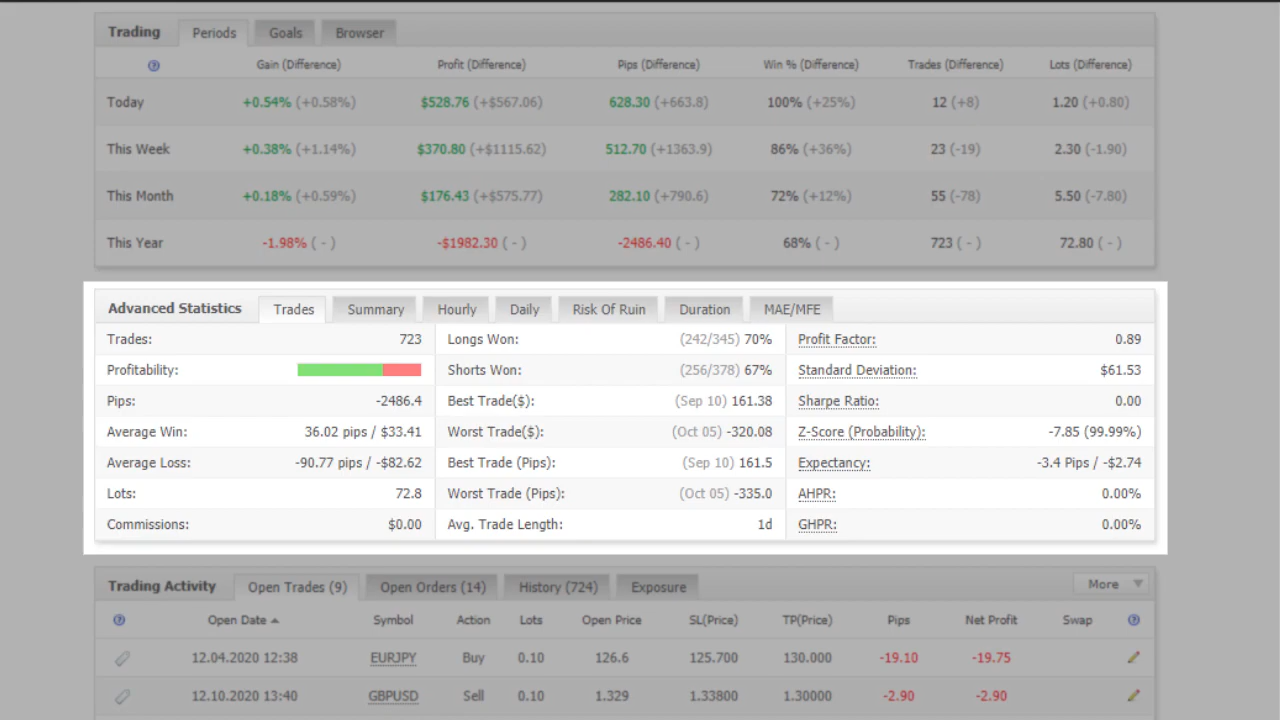 Trading Periods Goals Browser
Gain (Difference) Profit (Difference) Pips (Difference) Win % (Difference) Trades (Difference) Lots (Difference)
Today +0.54% (+0.58%) $528.76 (+$567.06) 628.30 (+663.8) 100% (+25%) 12 (+8) 1.20 (+0.80)
This Week +0.38% (+1.14%) $370.80 (+$1115.62) 512.70 (+1363.9) 86% (+36%) 23 (-19) 2.30 (-1.90)
This Month +0.18% (+0.59%) $176.43 (+$575.77) 282.10 (+790.6) 72% (+12%) 55 (-78) 5.50 (-7.80)
This Year -1.98% ( - ) -$1982.30 ( - ) -2486.40 ( - ) 68% ( - ) 723 ( - ) 72.80 ( - )
Advanced Statistics Trades Summary Hourly Daily Risk Of Ruin Duration MAE/MFE
Trades: 723 Longs Won: (242/345) 70% Profit Factor: 0.89
Profitability: Shorts Won: (256/378) 67% Standard Deviation: $61.53
Pips: -2486.4 Best Trade($): (Sep 10) 161.38 Sharpe Ratio: 0.00
Average Win: 36.02 pips / $33.41 Worst Trade($): (Oct 05) -320.08 Z-Score (Probability): -7.85 (99.99%)
Average Loss: -90.77 pips / -$82.62 Best Trade (Pips): (Sep 10) 161.5 Expectancy: -3.4 Pips / -$2.74
Lots: 72.8 Worst Trade (Pips): (Oct 05) -335.0 AHPR: 0.00%
Commissions: $0.00 Avg. Trade Length: 1d GHPR: 0.00%
Trading Activity Open Trades (9) Open Orders (14) History (724) Exposure More
Open Date Symbol Action Lots Open Price SL(Price) TP(Price) Pips Net Profit Swap
12.04.2020 12:38 EURJPY Buy 0.10 126.6 125.700 130.000 -19.10 -19.75
12.10.2020 13:40 GBPUSD Sell 0.10 1.329 1.33800 1.30000 -2.90 -2.90